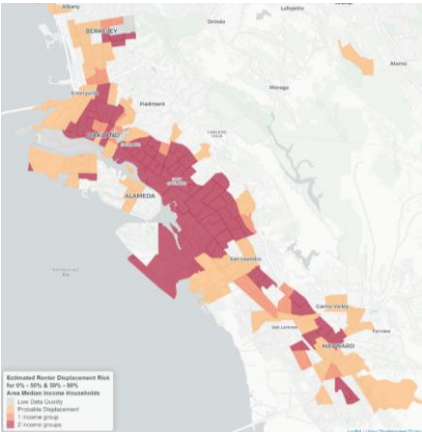 Albany
Orinda
Lafayette
BERKELEY
Alamo
Moraga
Emeryville
Piedmont
OAKLAND
ALAMEDA
San Leandro
Castro Valley
San Lorenzo
Fairview
HAYWARD
Estimated Renter Displacement Risk
for 0% - 50% & 50% - 80%
Area Median Income Households
Low Data Quality
Probable Displacement
1 income group
2 income groups